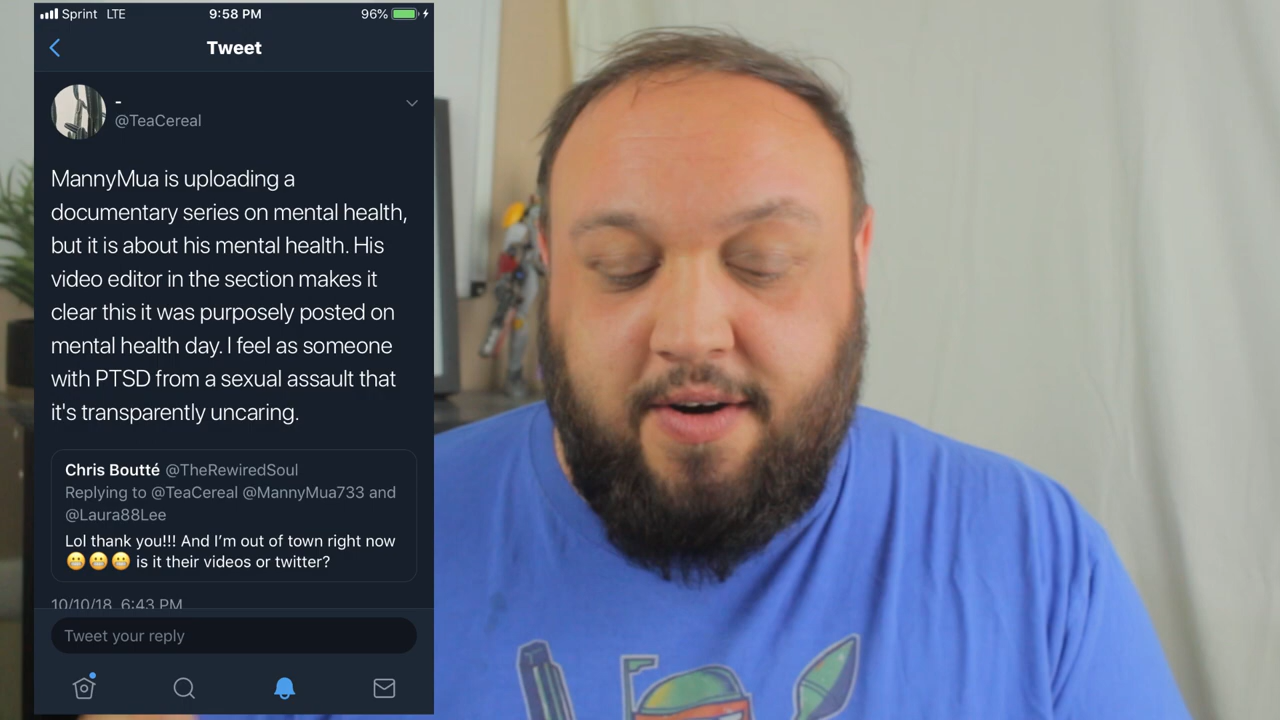 Sprint LTE 9:58 PM 96%
Tweet
-
@TeaCereal
MannyMua is uploading a
documentary series on mental health,
but it is about his mental health. His
video editor in the section makes it
clear this it was purposely posted on
mental health day. I feel as someone
with PTSD from a sexual assault that
it's transparently uncaring.
Chris Boutté @TheRewiredSoul
Replying to @TeaCereal @MannyMua733 and
@Laura88Lee
Lol thank you!!! And I'm out of town right now
😬😬😬 is it their videos or twitter?
10/10/18 6:43 PM
Tweet your reply